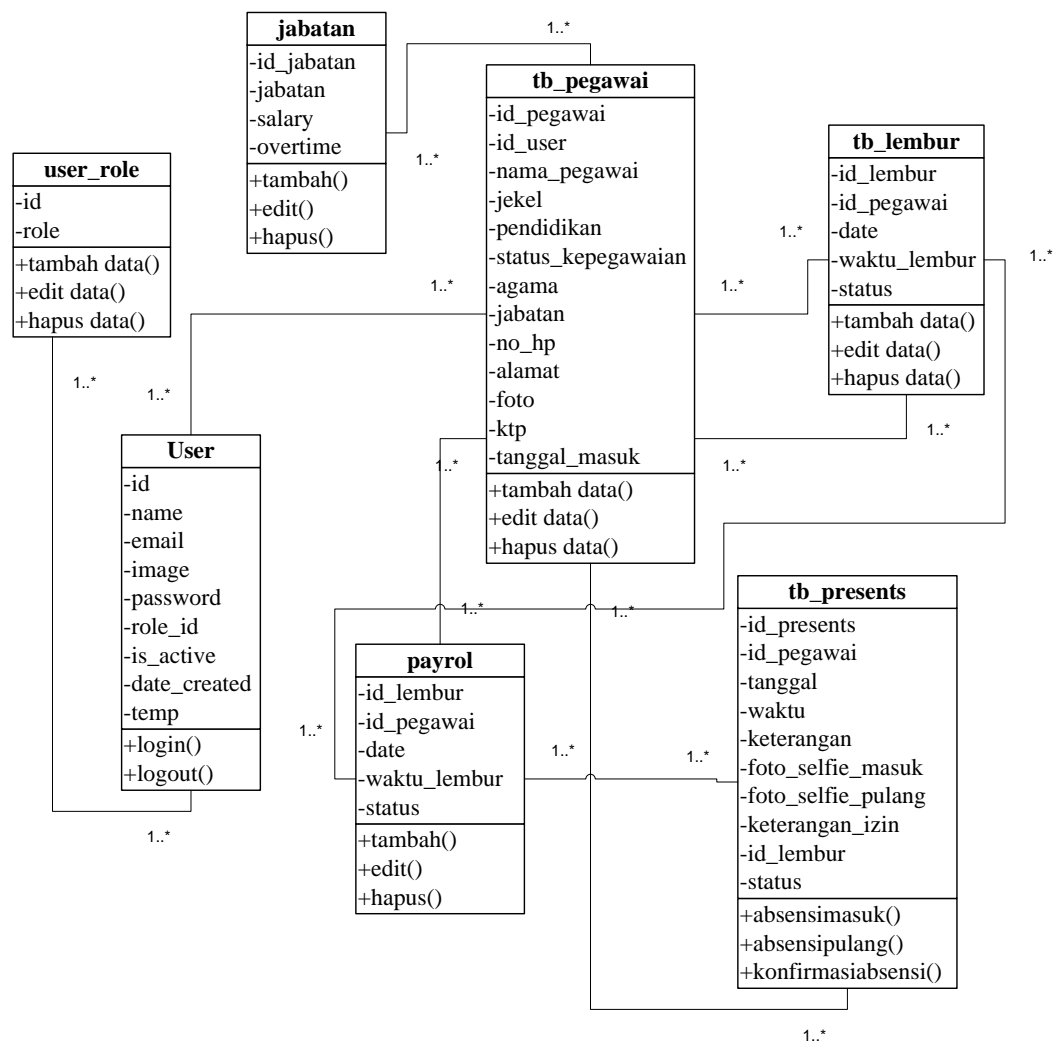 jabatan
-id_jabatan
-jabatan
-salary
-overtime
+tambah()
+edit()
+hapus()
1..*
1..*
1..*
tb_pegawai
-id_pegawai
-id_user
-nama_pegawai
-jekel
-pendidikan
-status_kepegawaian
-agama
-jabatan
-no_hp
-alamat
-foto
-ktp
-tanggal_masuk
+tambah data()
+edit data()
+hapus data()
tb_lembur
-id_lembur
-id_pegawai
-date
-waktu_lembur
-status
+tambah data()
+edit data()
+hapus data()
user_role
-id
-role
+tambah data()
+edit data()
+hapus data()
1..*
1..*
1..*
1..*
1..*
1..*
1..*
1..*
1..*
1..*
User
-id
-name
-email
-image
-password
-role_id
-is_active
-date_created
-temp
+login()
+logout()
1..*
1..*
1..*
payrol
-id_lembur
-id_pegawai
-date
-waktu_lembur
-status
+tambah()
+edit()
+hapus()
1..*
1..*
1..*
tb_presents
-id_presents
-id_pegawai
-tanggal
-waktu
-keterangan
-foto_selfie_masuk
-foto_selfie_pulang
-keterangan_izin
-id_lembur
-status
+absensimasuk()
+absensipulang()
+konfirmasiabsensi()
1..*